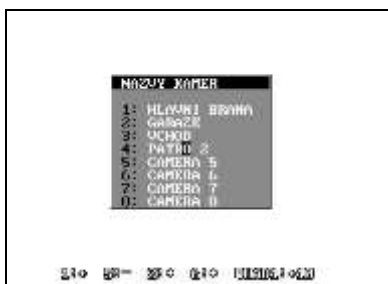 NAZVY KAMER
1: HLAVNI BRANA
2: GARAZE
3: VCHOD
4: PATRO 2
5: CAMERA 5
6: CAMERA 6
7: CAMERA 7
8: CAMERA 8